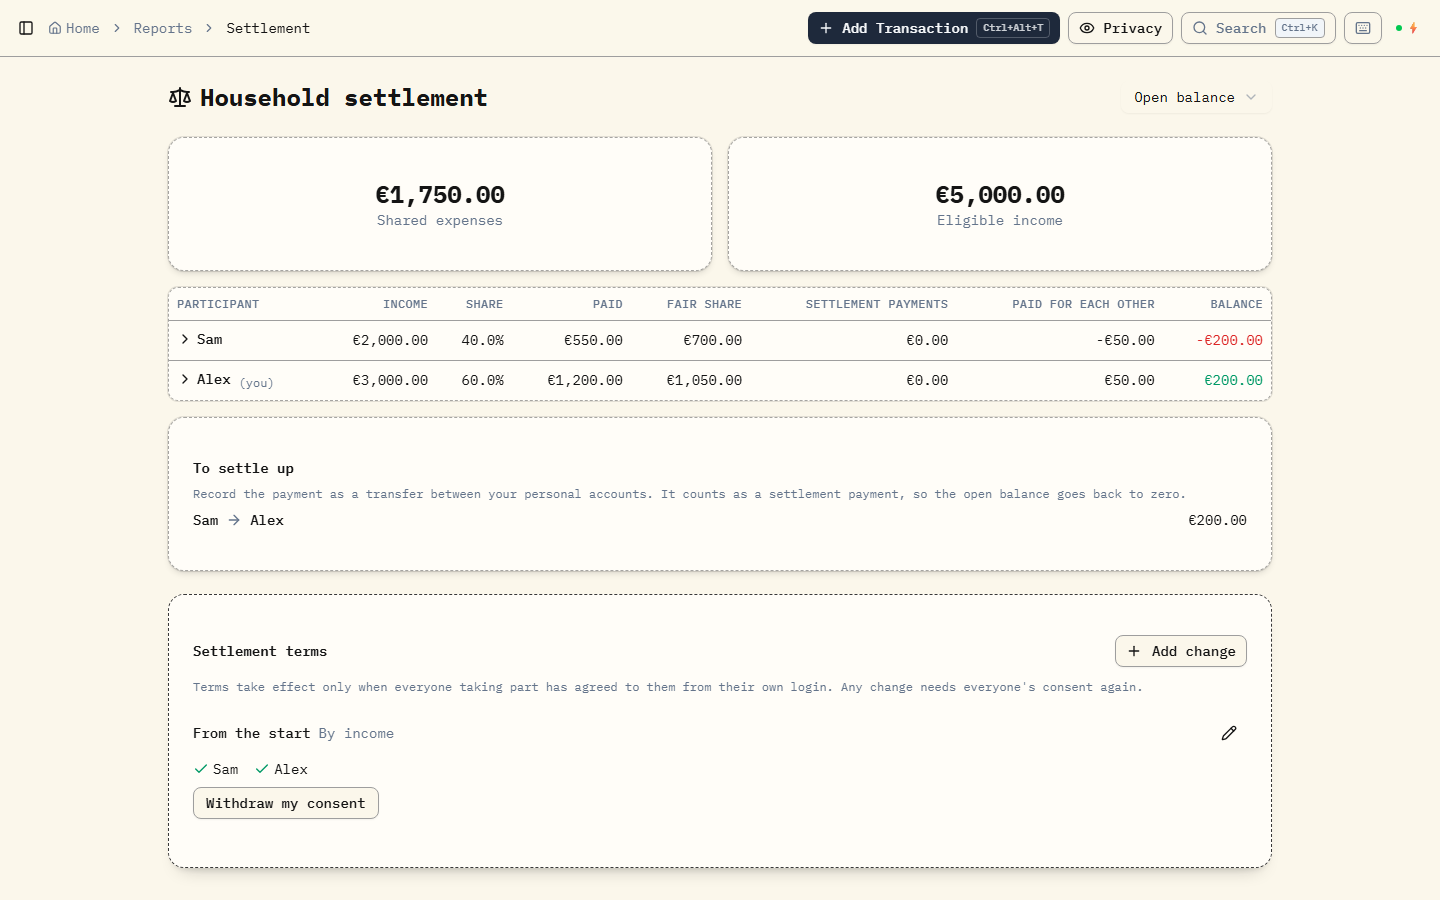 Home > Reports > Settlement
+ Add Transaction Ctrl+Alt+T
Privacy
Search Ctrl+K
Household settlement
Open balance
€1,750.00
Shared expenses
€5,000.00
Eligible income
PARTICIPANT INCOME SHARE PAID FAIR SHARE SETTLEMENT PAYMENTS PAID FOR EACH OTHER BALANCE
Sam €2,000.00 40.0% €550.00 €700.00 €0.00 -€50.00 -€200.00
Alex (you) €3,000.00 60.0% €1,200.00 €1,050.00 €0.00 €50.00 €200.00
To settle up
Record the payment as a transfer between your personal accounts. It counts as a settlement payment, so the open balance goes back to zero.
Sam → Alex €200.00
Settlement terms
+ Add change
Terms take effect only when everyone taking part has agreed to them from their own login. Any change needs everyone's consent again.
From the start By income
Sam Alex
Withdraw my consent